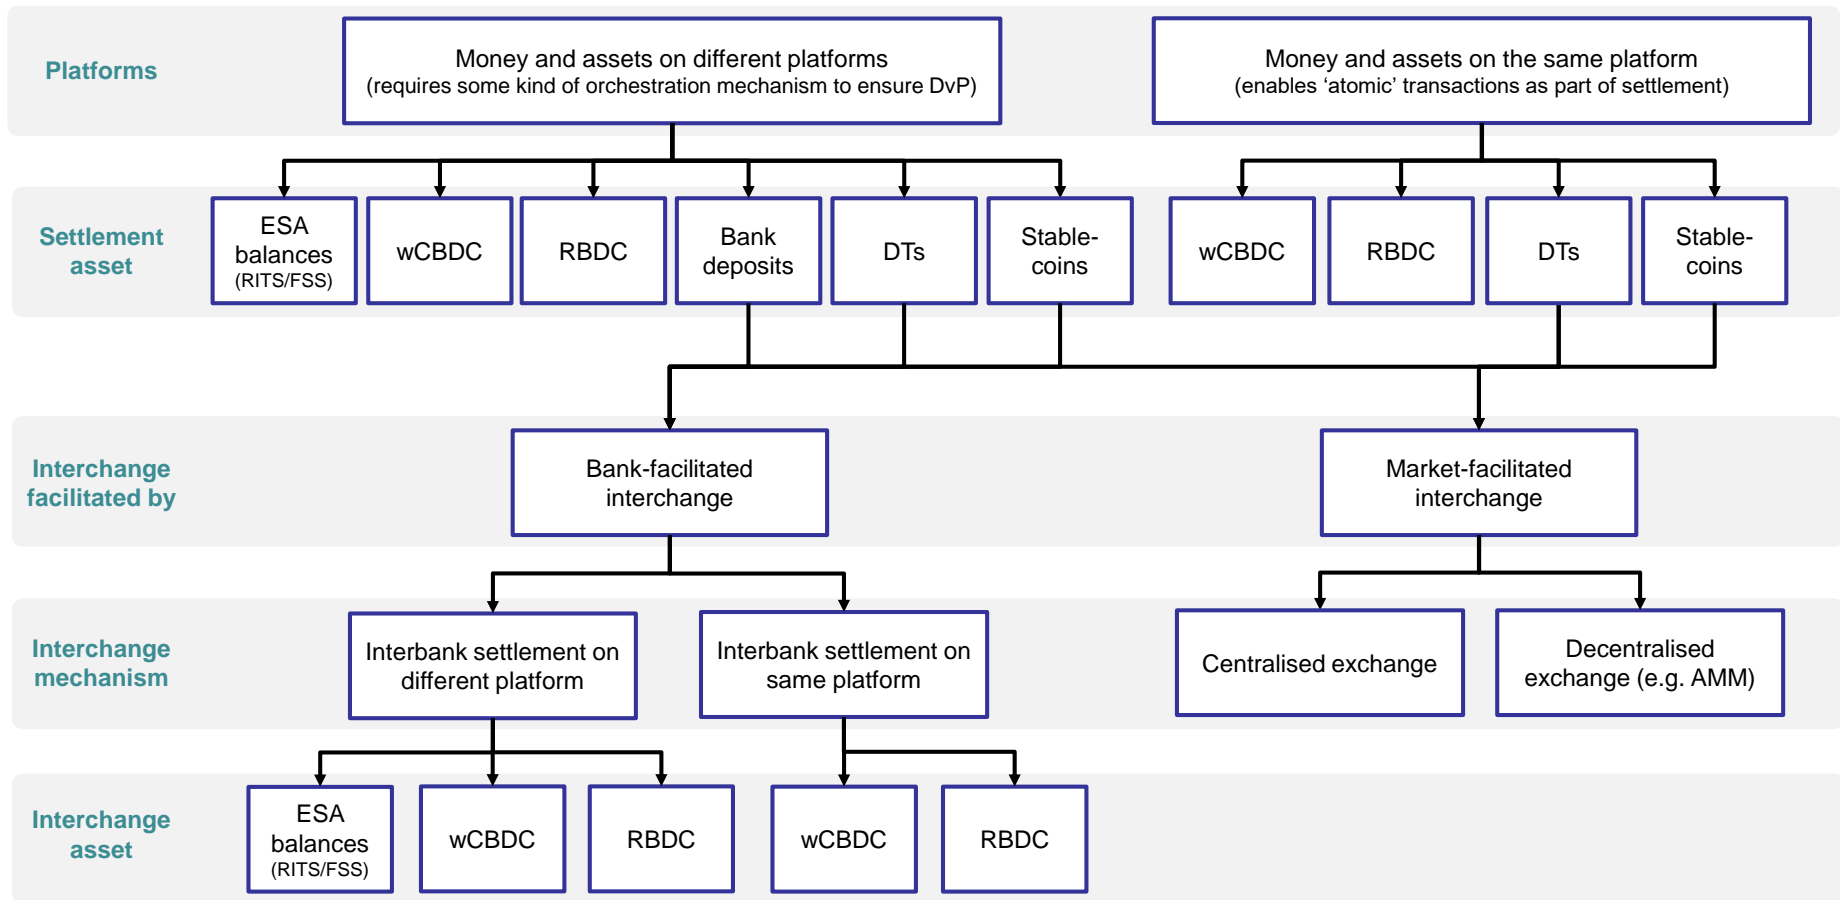 Platforms
Money and assets on different platforms
(requires some kind of orchestration mechanism to ensure DvP)
Money and assets on the same platform
(enables ‘atomic’ transactions as part of settlement)
Settlement
asset
ESA
balances
(RITS/FSS)
wCBDC
RBDC
Bank
deposits
DTs
Stable-
coins
wCBDC
RBDC
DTs
Stable-
coins
Interchange
facilitated by
Bank-facilitated
interchange
Market-facilitated
interchange
Interchange
mechanism
Interbank settlement on
different platform
Interbank settlement on
same platform
Centralised exchange
Decentralised
exchange (e.g. AMM)
Interchange
asset
ESA
balances
(RITS/FSS)
wCBDC
RBDC
wCBDC
RBDC